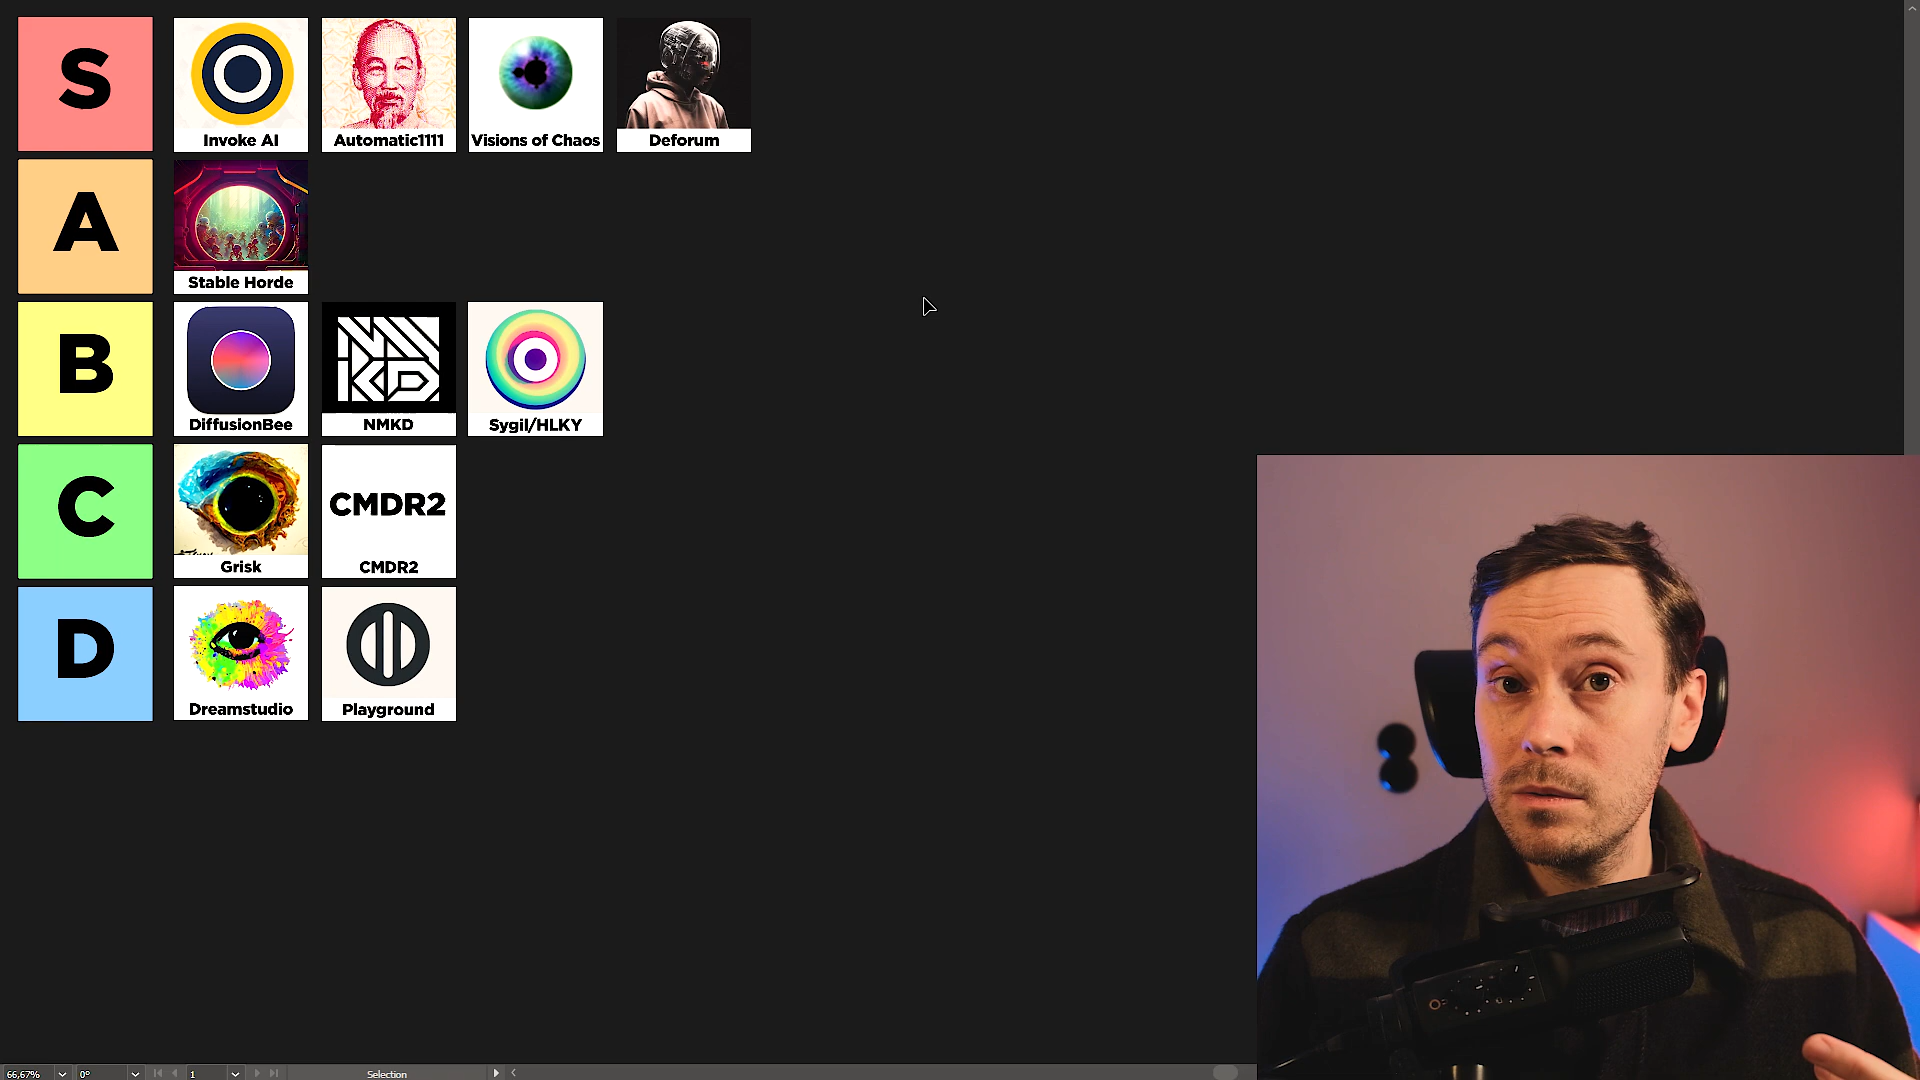 S
Invoke AI
Automatic1111
Visions of Chaos
Deforum
A
Stable Horde
B
DiffusionBee
NMKD
NMKD
Sygil/HLKY
C
Grisk
CMDR2
CMDR2
D
Dreamstudio
Playground
66,67%
0°
1
Selection